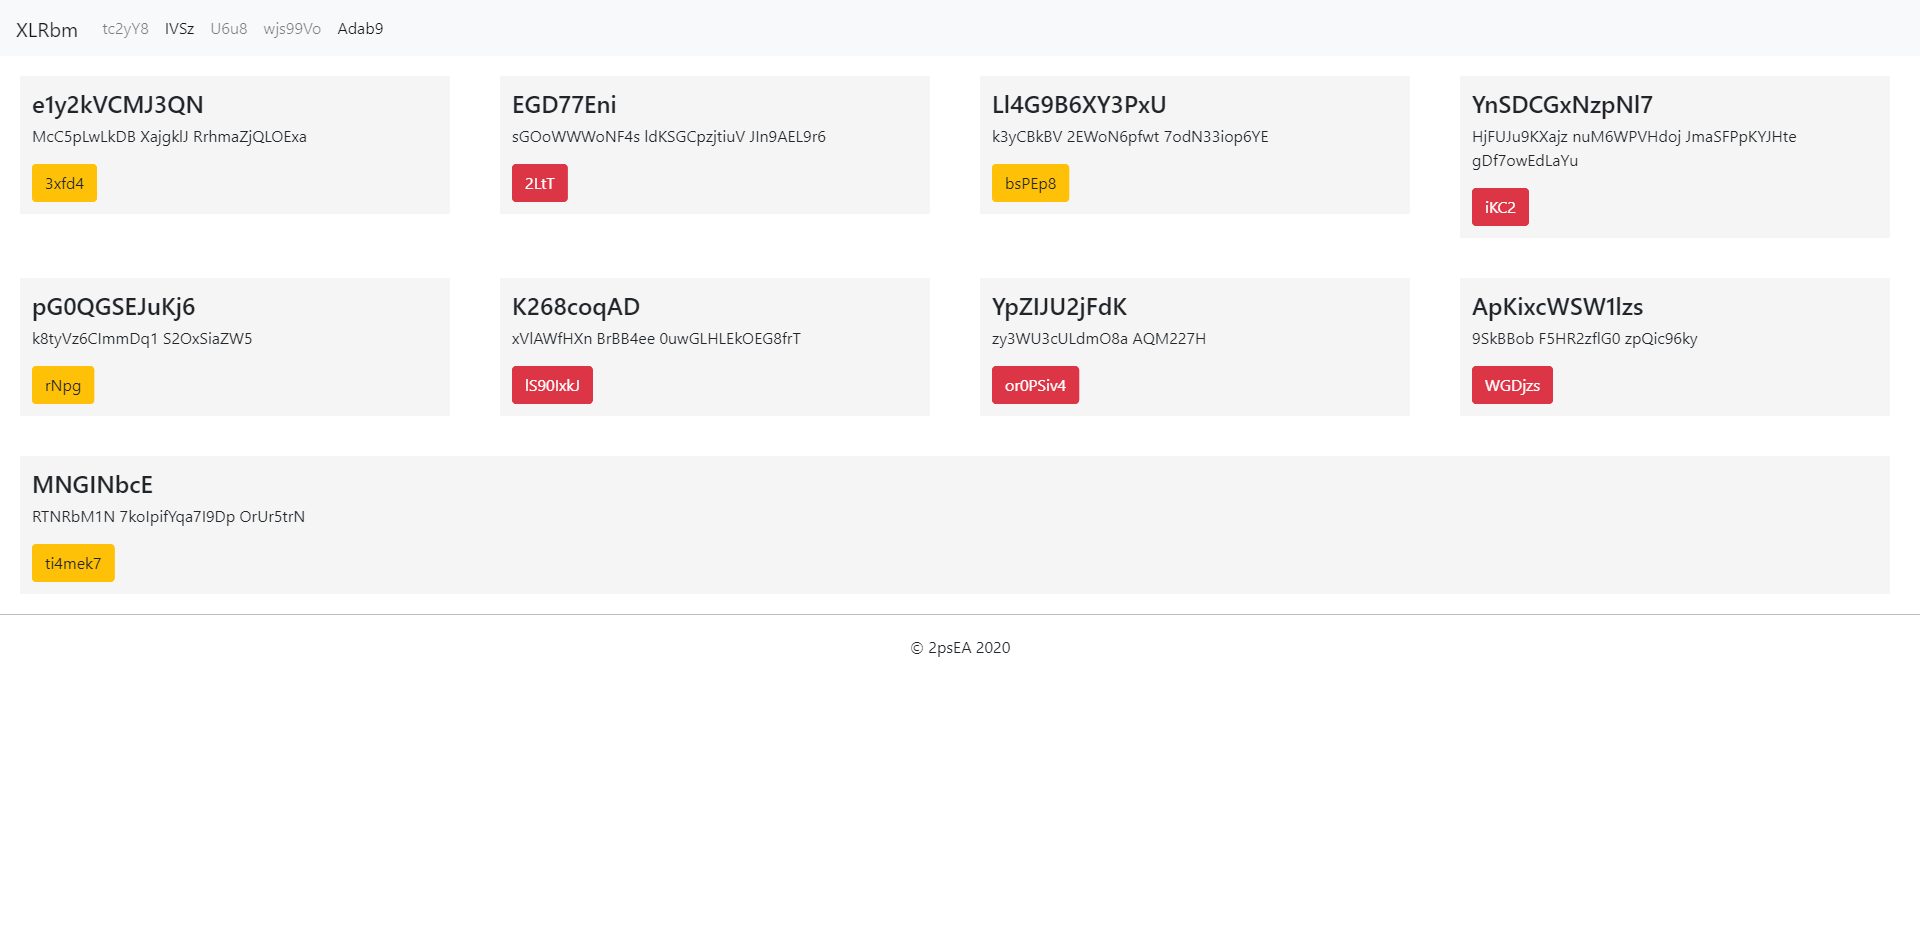 XLRbm tc2yY8 IVSz U6u8 wjs99Vo Adab9
e1y2kVCMJ3QN
McC5pLwLkDB XajgklJ RrhmaZjQLOExa
3xfd4
EGD77Eni
sGOoWWWoNF4s ldKSGCpzjtiuV JIn9AEL9r6
2LtT
Ll4G9B6XY3PxU
k3yCBkBV 2EWoN6pfwt 7odN33iop6YE
bsPEp8
YnSDCGxNzpNl7
HjFUJu9KXajz nuM6WPVHdoj JmaSFPpKYJHte
gDf7owEdLaYu
iKC2
pG0QGSEJuKj6
k8tyVz6CImmDq1 S2OxSiaZW5
rNpg
K268coqAD
xVlAWfHXn BrBB4ee 0uwGLHLEkOEG8frT
lS90IxkJ
YpZIJU2jFdK
zy3WU3cULdmO8a AQM227H
or0PSiv4
ApKixcWSW1lzs
9SkBBob F5HR2zflG0 zpQic96ky
WGDjzs
MNGINbcE
RTNRbM1N 7koIpifYqa7I9Dp OrUr5trN
ti4mek7
© 2psEA 2020